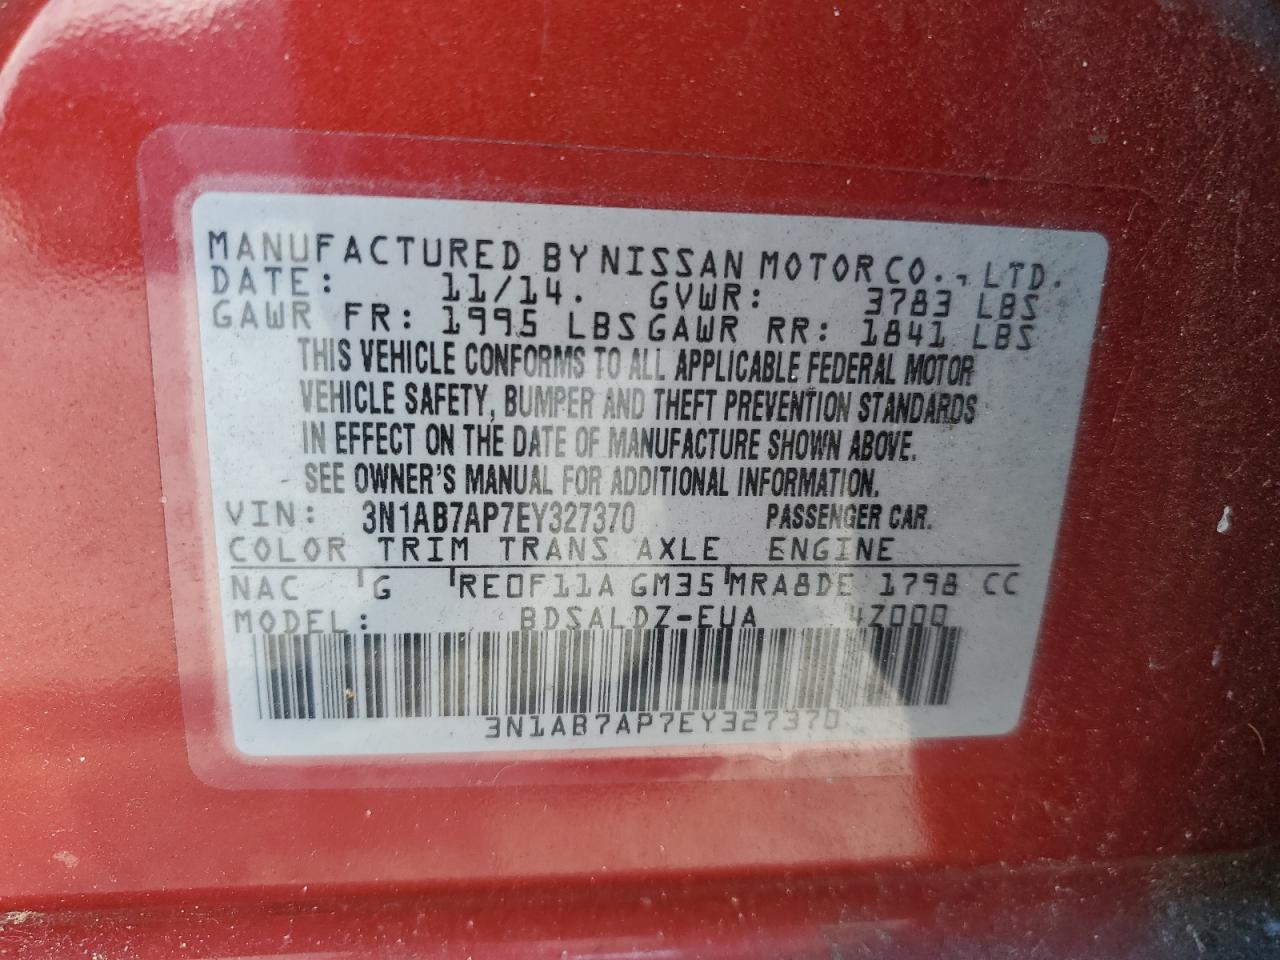 MANUFACTURED BY NISSAN MOTOR CO., LTD.
DATE: 11/14. GVWR: 3783 LBS
GAWR FR: 1995 LBS GAWR RR: 1841 LBS
THIS VEHICLE CONFORMS TO ALL APPLICABLE FEDERAL MOTOR
VEHICLE SAFETY, BUMPER AND THEFT PREVENTION STANDARDS
IN EFFECT ON THE DATE OF MANUFACTURE SHOWN ABOVE.
SEE OWNER'S MANUAL FOR ADDITIONAL INFORMATION.
VIN: 3N1AB7AP7EY327370 PASSENGER CAR.
COLOR TRIM TRANS AXLE ENGINE
NAC G RE0F11A GM35 MRA8DE 1798 CC
MODEL: BDSALDZ-EUA 4Z000
3N1AB7AP7EY327370